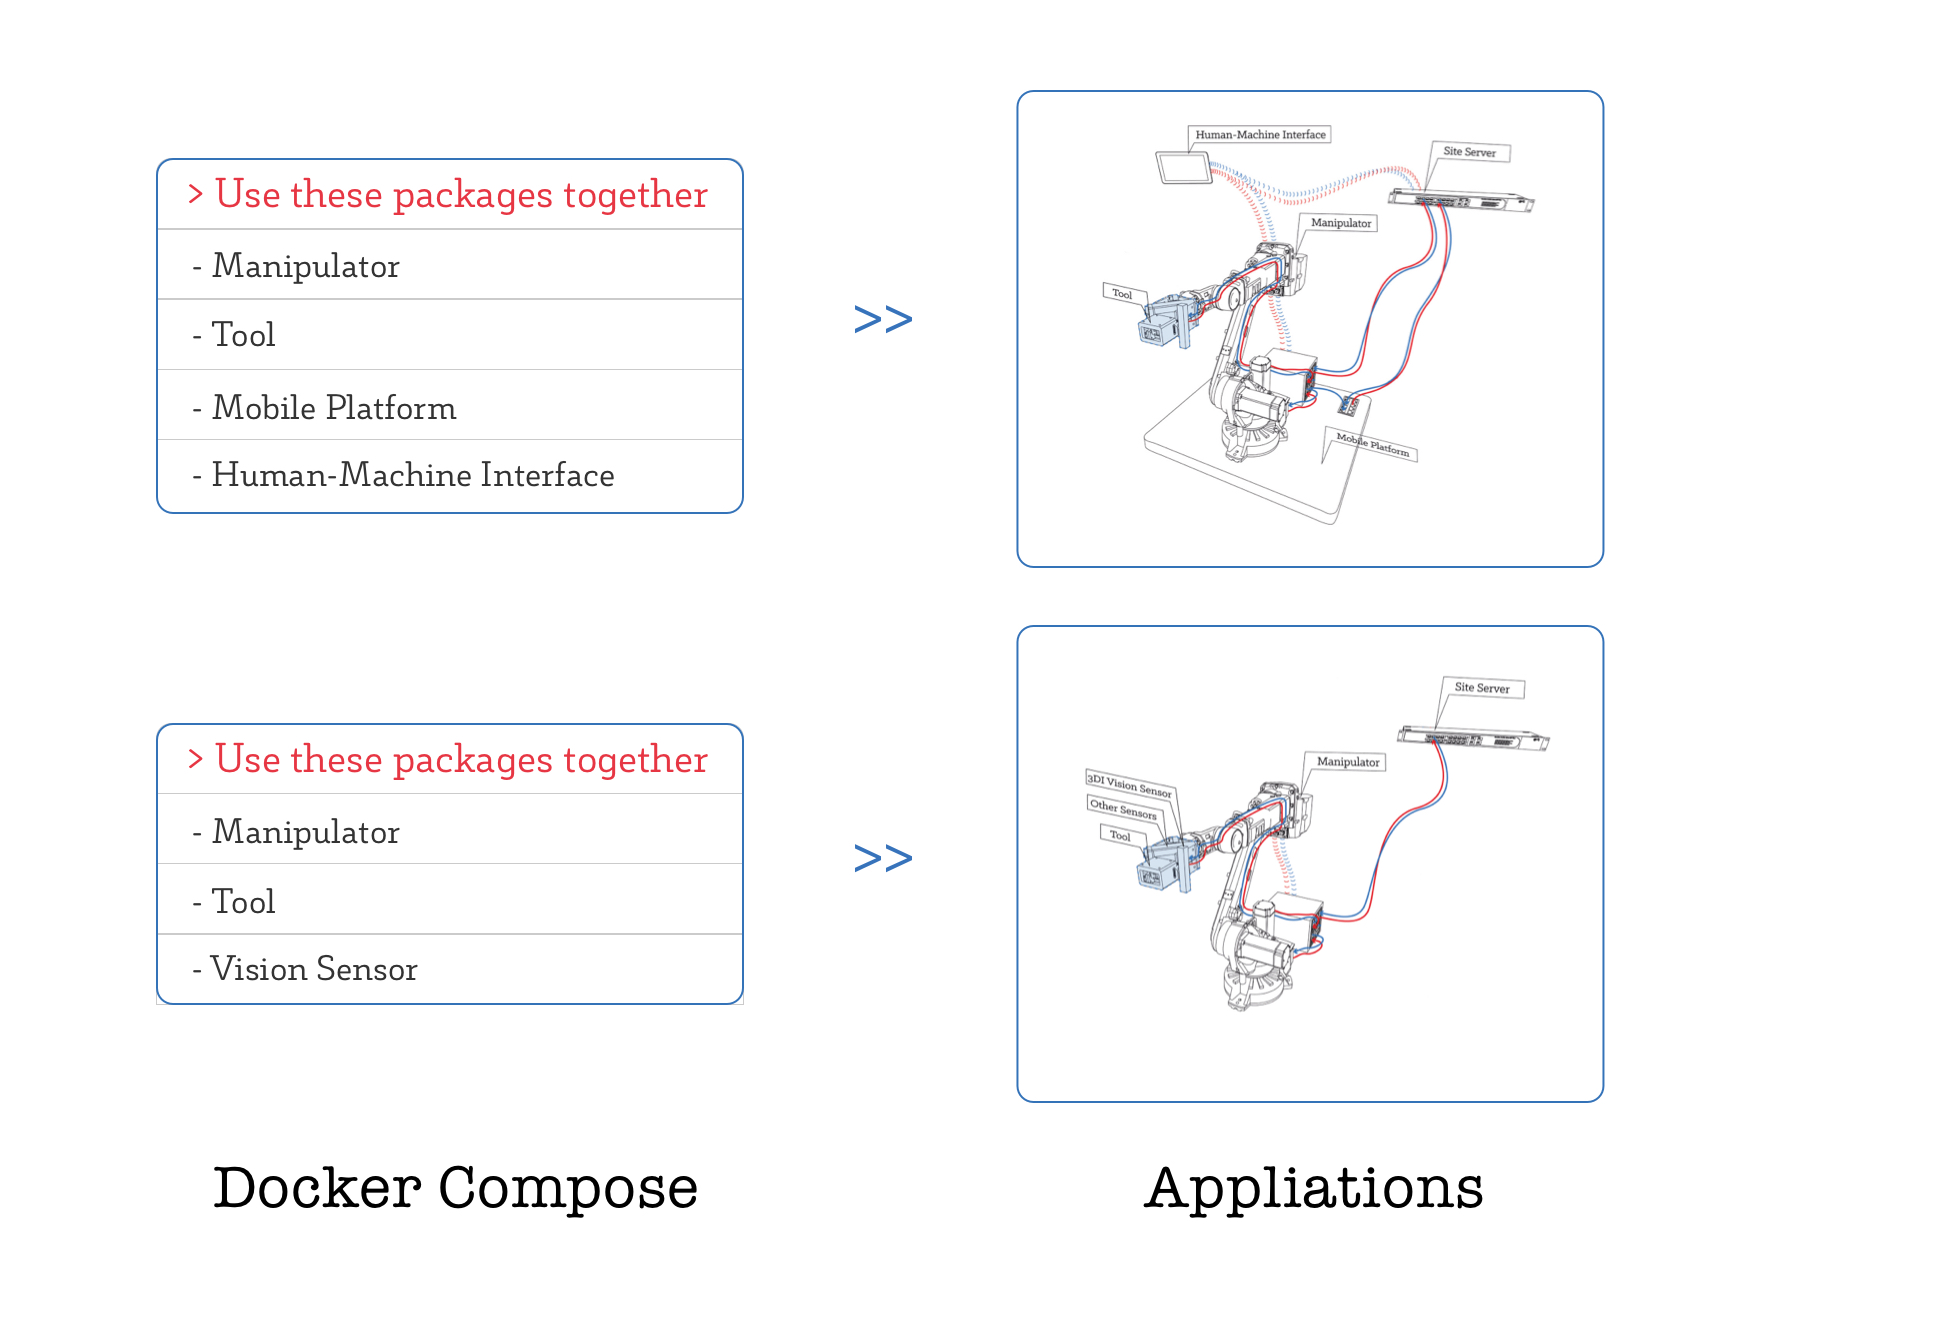 > Use these packages together
- Manipulator
- Tool
- Mobile Platform
- Human-Machine Interface
>>
Human-Machine Interface
Site Server
Manipulator
Tool
Mobile Platform
> Use these packages together
- Manipulator
- Tool
- Vision Sensor
>>
Site Server
Manipulator
3DI Vision Sensor
Other Sensors
Tool
Docker Compose
Appliations